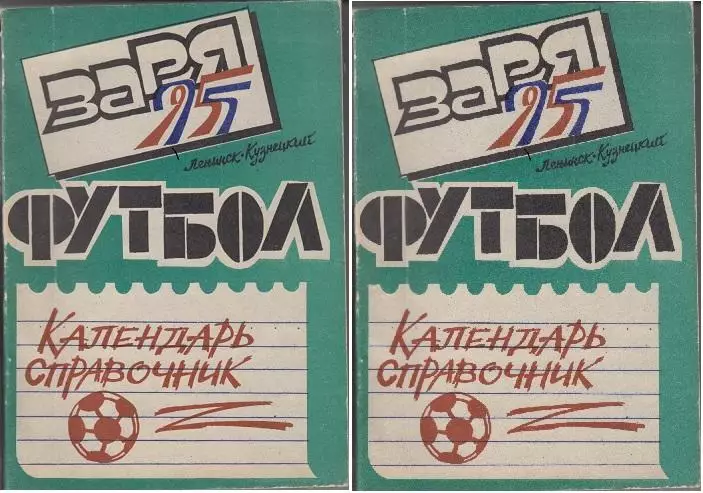 ЗАРЯ
95
Ленинск-Кузнецкий
ФУТБОЛ
КАЛЕНДАРЬ
СПРАВОЧНИК
ЗАРЯ
95
Ленинск-Кузнецкий
ФУТБОЛ
КАЛЕНДАРЬ
СПРАВОЧНИК